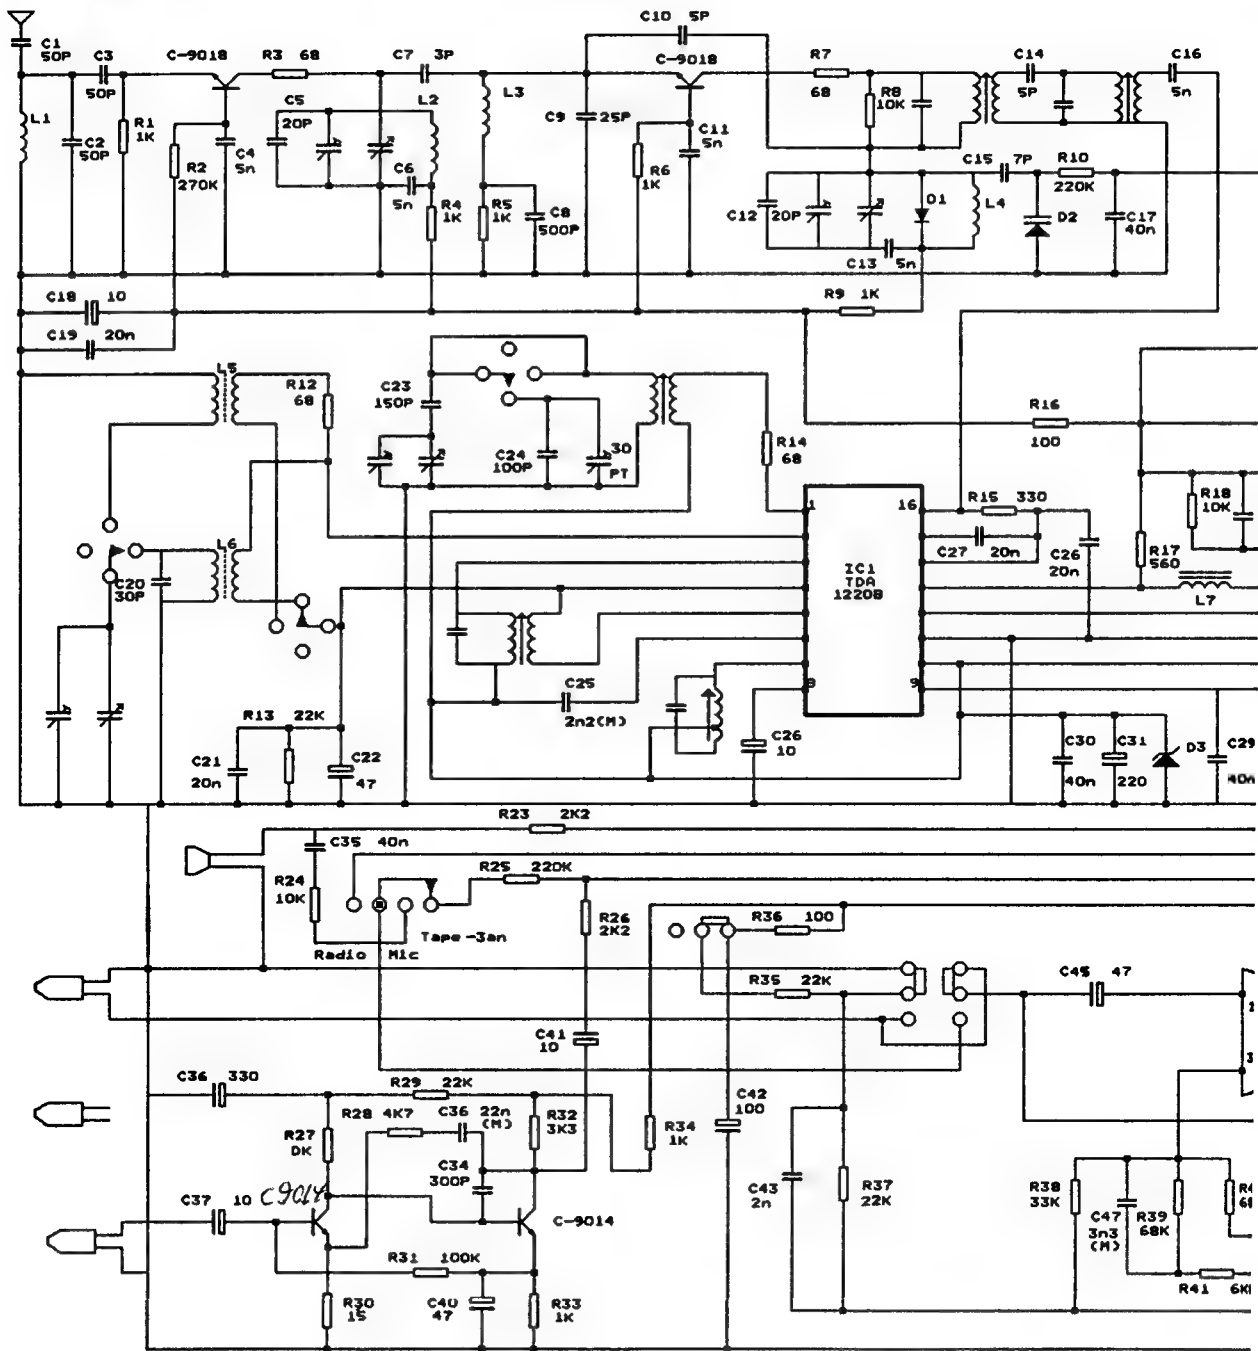 C10 5P
C1
50P
C3
50P
C-9018
R3 68
C7 3P
C-9018
R7
68
C14
5P
C16
5n
L1
C2
50P
R1
1K
R2
270K
C4
5n
C5
20P
L2
C6
5n
R4
1K
L3
R5
1K
C8
500P
C9 25P
R6
1K
C11
5n
R8
10K
C15 7P
R10
220K
C12 20P
D1
L4
D2
C17
40n
C13 5n
R9 1K
C18 10
C19 20n
L5
R12
68
C23
150P
C24
100P
30
PT
R14
68
R16
100
R18
10K
1
16
R15 330
C27 20n
C26
20n
R17
560
L7
IC1
TDA
1220B
L6
C20
30P
8
9
C25
2n2(M)
C26
10
R13 22K
C21
20n
C22
47
C30
40n
C31
220
D3
C29
40n
R23 2K2
C35 40n
R24
10K
R25 220K
R26
2K2
Radio Mic Tape-3an
R36 100
R35 22K
C45 47
C41
10
C36 330
R29 22K
R28 4K7
C36 22n
(M)
R32
3K3
R27
DK
C34
300P
R34
1K
C42
100
C37 10
C9014
C-9014
R31 100K
R30
15
C40
47
R33
1K
C43
2n
R37
22K
R38
33K
C47
3n3
(M)
R39
68K
R41